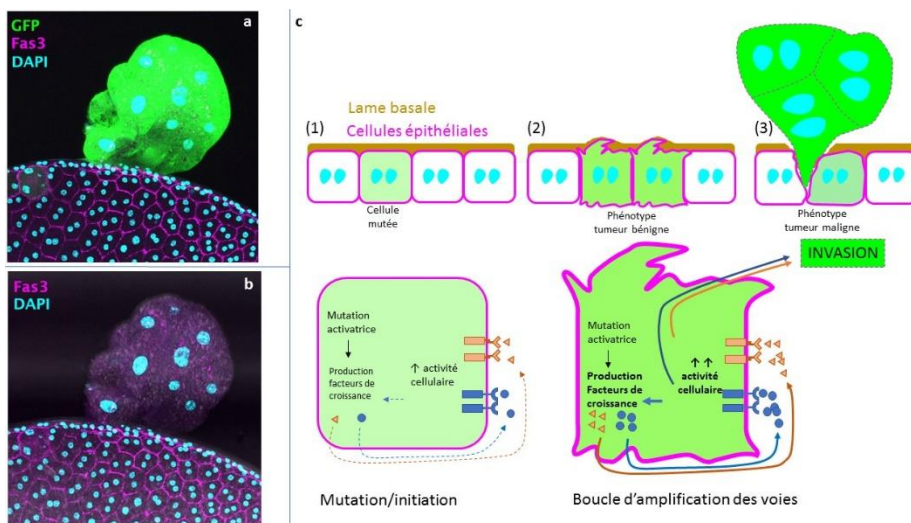 GFP
Fas3
DAPI
a
Fas3
DAPI
b
c
Lame basale
Cellules épithéliales
(1)
(2)
(3)
Cellule
mutée
Phénotype
tumeur bénigne
Phénotype
tumeur maligne
INVASION
Mutation
activatrice
Production
facteurs de
croissance
↑ activité
cellulaire
Mutation/initiation
Mutation
activatrice
Production
Facteurs de
croissance
↑ ↑
activité
cellulaire
Boucle d'amplification des voies